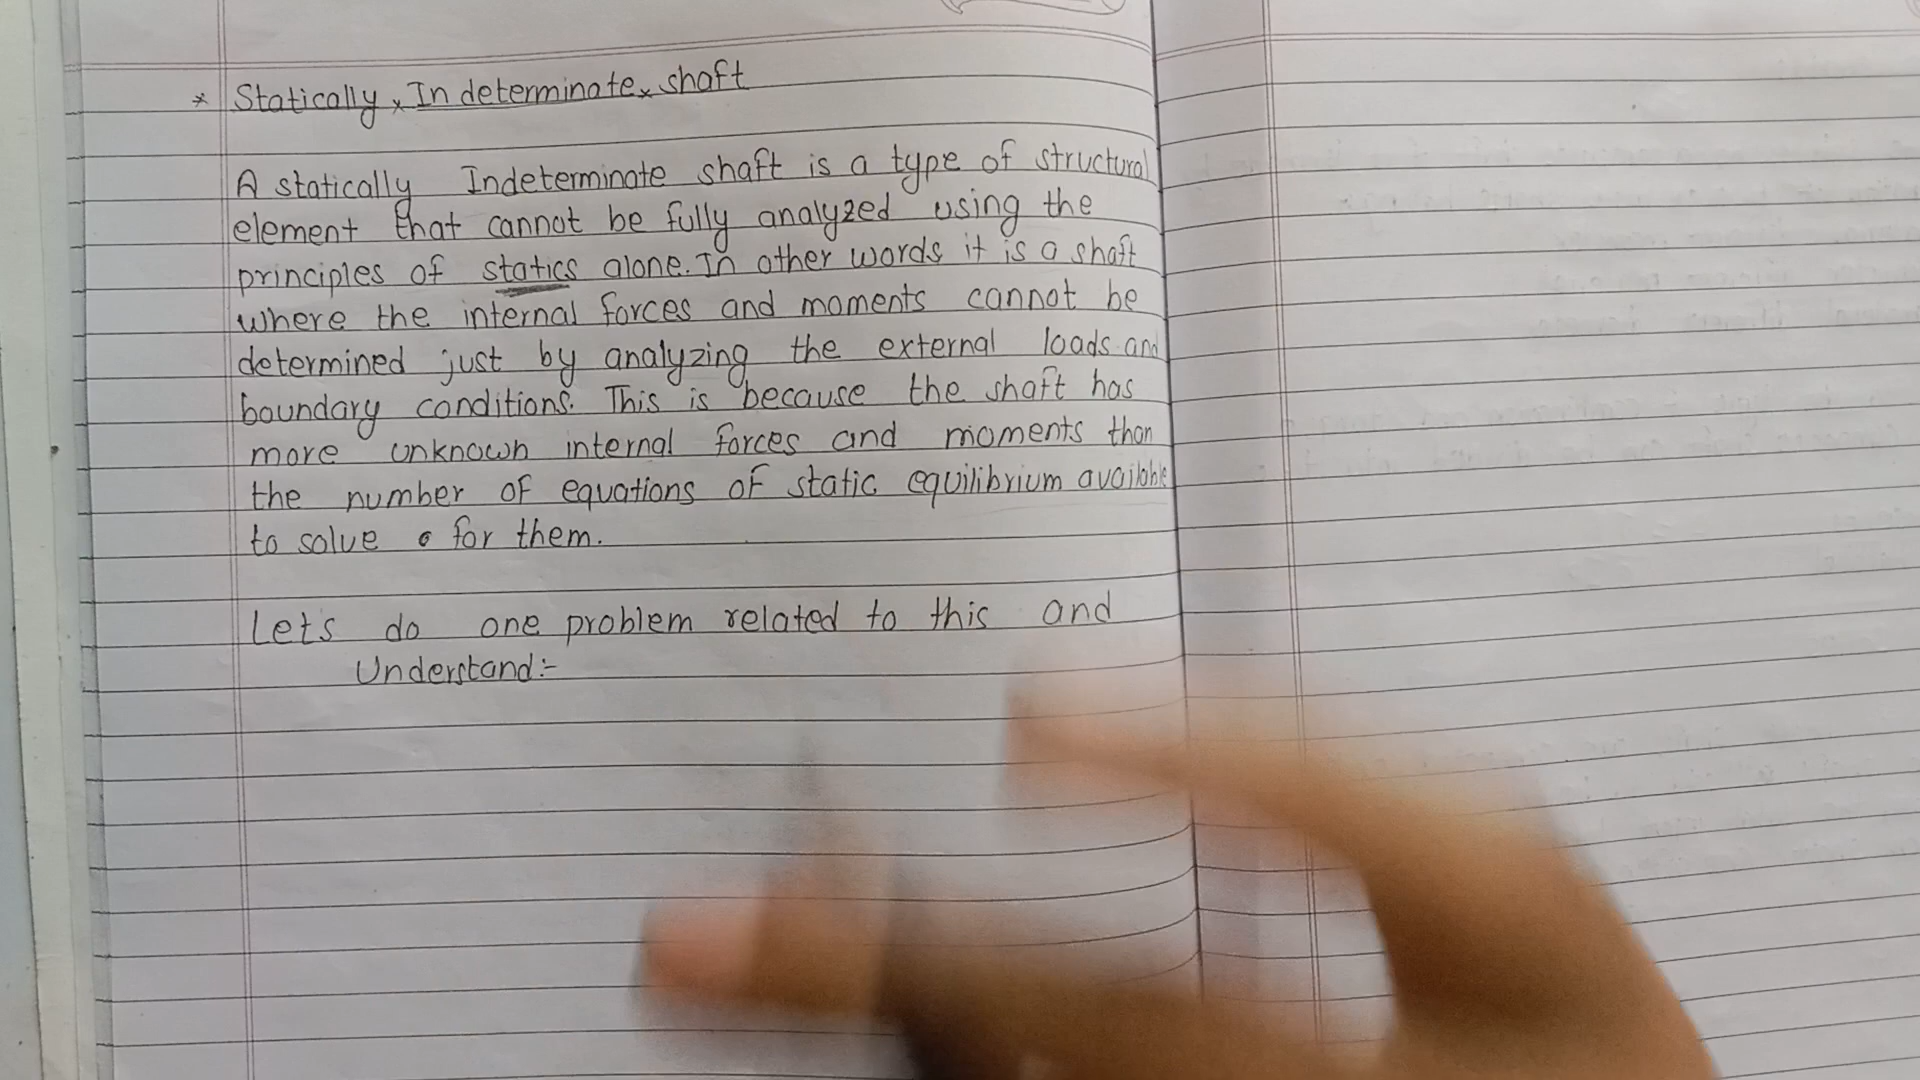 * Statically x Indeterminate x shaft
A statically Indeterminate shaft is a type of structural
element that cannot be fully analyzed using the
principles of statics alone. In other words it is a shaft
where the internal forces and moments cannot be
determined just by analyzing the external loads and
boundary conditions. This is because the shaft has
more unknown internal forces and moments than
the number of equations of static equilibrium available
to solve for them.
Lets do one problem related to this and
Understand:-